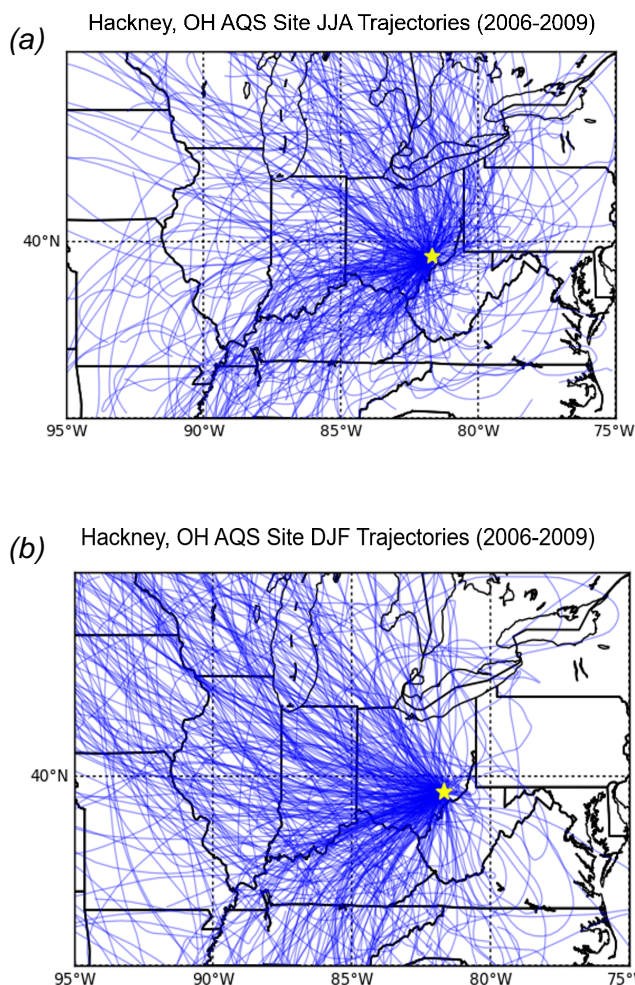 Hackney, OH AQS Site JJA Trajectories (2006-2009)
(a)
40°N
95°W 90°W 85°W 80°W 75°W
Hackney, OH AQS Site DJF Trajectories (2006-2009)
(b)
40°N
95°W 90°W 85°W 80°W 75°W